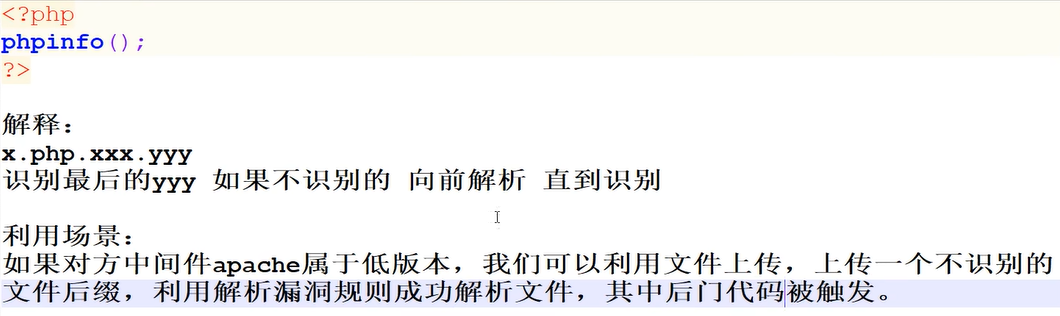 <?php
phpinfo();
?>
解释：
x.php.xxx.yyy
识别最后的yyy 如果不识别的 向前解析 直到识别
利用场景：
如果对方中间件apache属于低版本，我们可以利用文件上传，上传一个不识别的
文件后缀，利用解析漏洞规则成功解析文件，其中后门代码被触发。